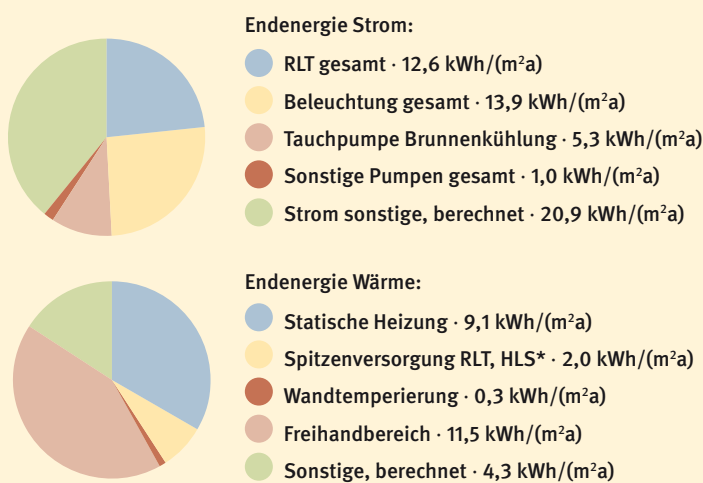 Endenergie Strom:
RLT gesamt · 12,6 kWh/(m²a)
Beleuchtung gesamt · 13,9 kWh/(m²a)
Tauchpumpe Brunnenkühlung · 5,3 kWh/(m²a)
Sonstige Pumpen gesamt · 1,0 kWh/(m²a)
Strom sonstige, berechnet · 20,9 kWh/(m²a)
Endenergie Wärme:
Statische Heizung · 9,1 kWh/(m²a)
Spitzenversorgung RLT, HLS* · 2,0 kWh/(m²a)
Wandtemperierung · 0,3 kWh/(m²a)
Freihandbereich · 11,5 kWh/(m²a)
Sonstige, berechnet · 4,3 kWh/(m²a)